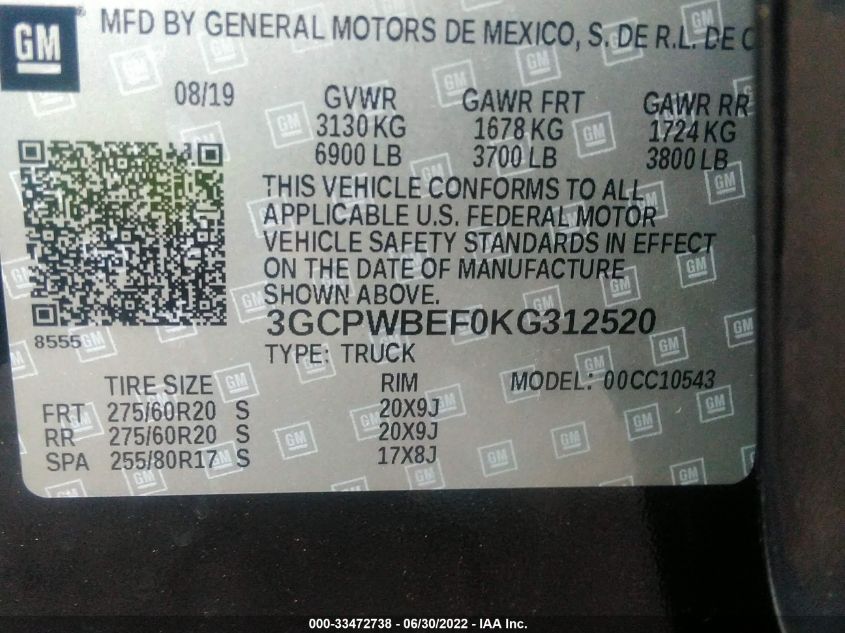 GM
MFD BY GENERAL MOTORS DE MEXICO, S. DE R.L. DE C
08/19 GVWR GAWR FRT GAWR RR
3130 KG 1678 KG 1724 KG
6900 LB 3700 LB 3800 LB
THIS VEHICLE CONFORMS TO ALL
APPLICABLE U.S. FEDERAL MOTOR
VEHICLE SAFETY STANDARDS IN EFFECT
ON THE DATE OF MANUFACTURE
SHOWN ABOVE.
3GCPWBEF0KG312520
8555
TYPE: TRUCK
TIRE SIZE RIM MODEL: 00CC10543
FRT 275/60R20 S 20X9J
RR 275/60R20 S 20X9J
SPA 255/80R17 S 17X8J
000-33472738 - 06/30/2022 - IAA Inc.